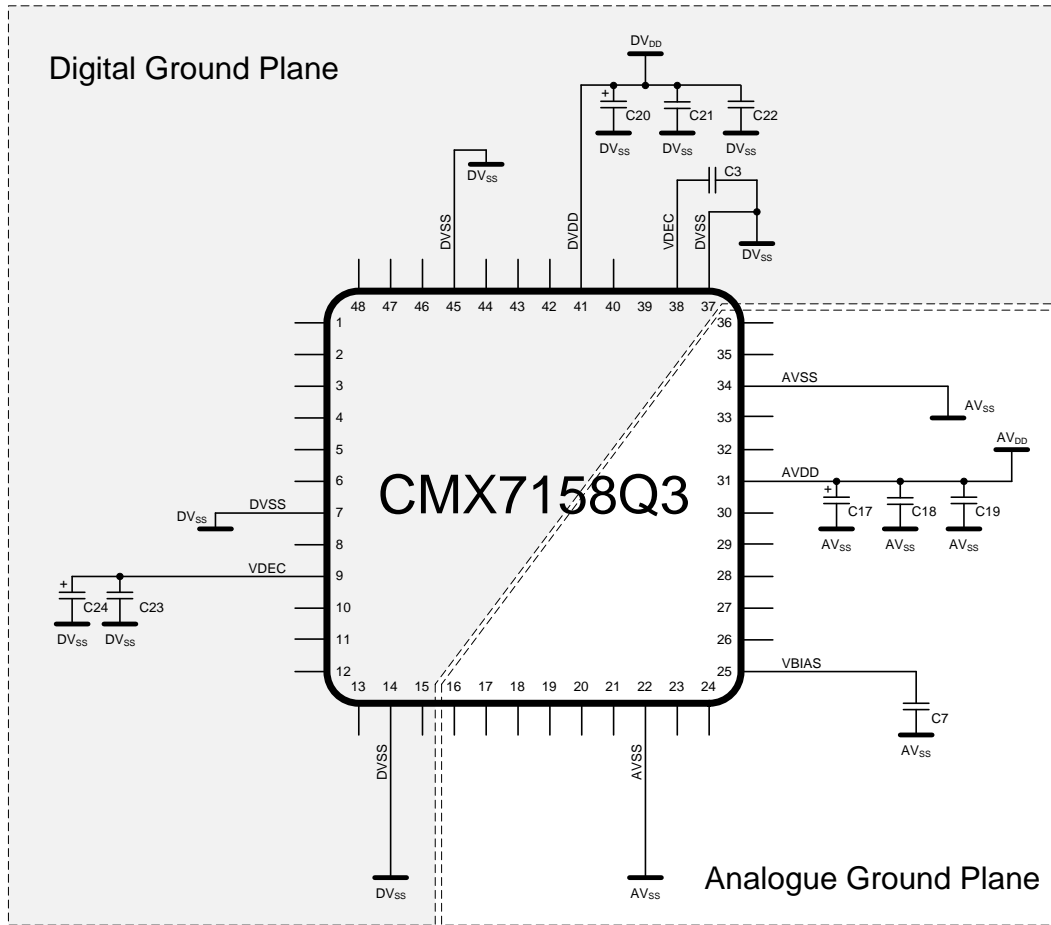 DVDD
Digital Ground Plane
+
C20
C21
C22
DVSS
DVSS
DVSS
DVSS
C3
DVSS
DVDD
VDEC
DVSS
DVSS
48
47
46
45
44
43
42
41
40
39
38
37
1
2
3
4
5
6
7
8
9
10
11
12
36
35
34
33
32
31
30
29
28
27
26
25
AVSS
AVSS
AVDD
AVDD
+
C17
C18
C19
AVSS
AVSS
AVSS
CMX7158Q3
DVSS
DVSS
VDEC
+
C24
C23
DVSS
DVSS
VBIAS
C7
AVSS
13
14
15
16
17
18
19
20
21
22
23
24
DVSS
AVSS
DVSS
AVSS
Analogue Ground Plane